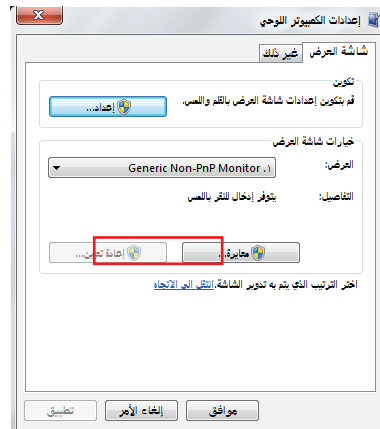 إعدادات الكمبيوتر اللوحي
شاشة العرض
غير ذلك
تكوين
قم بتكوين إعدادات شاشة العرض بالقلم واللمس.
إعداد...
خيارات شاشة العرض
العرض:
١. Generic Non-PnP Monitor
التفاصيل:
يتوفر إدخال للنقر باللمس
معايرة...
إعادة تعيين...
اختر الترتيب الذي يتم به تدوير الشاشة.انتقل إلى الاتجاه
موافق
إلغاء الأمر
تطبيق